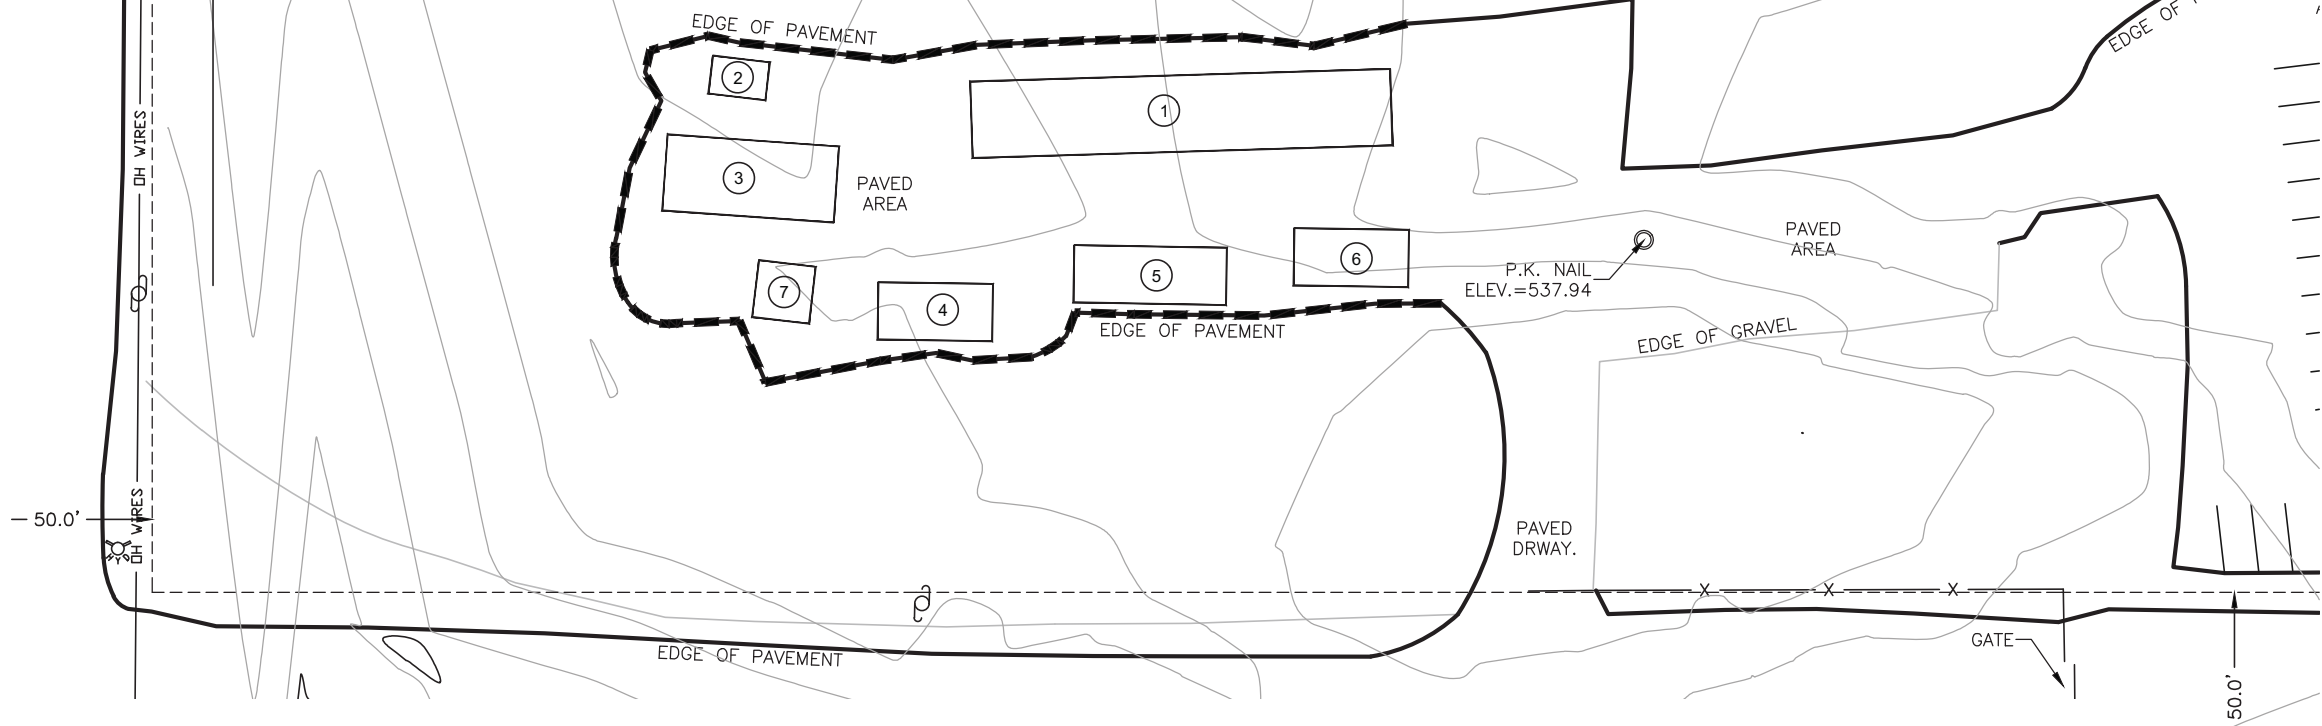 EDGE OF PAVEMENT
EDGE OF
2
1
OH WIRES
3
PAVED
AREA
PAVED
AREA
6
5
7
4
P.K. NAIL
ELEV.=537.94
EDGE OF PAVEMENT
EDGE OF GRAVEL
50.0'
OH WIRES
PAVED
DRWAY.
X X X
EDGE OF PAVEMENT
GATE
50.0'